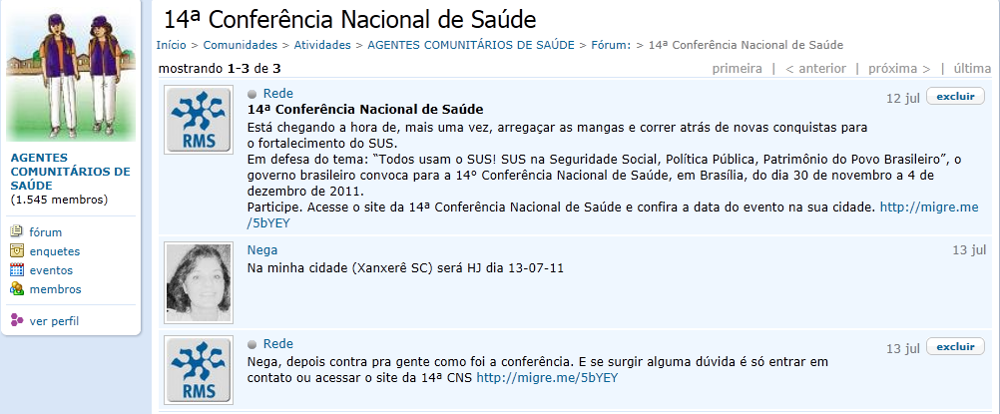 14ª Conferência Nacional de Saúde
Início > Comunidades > Atividades > AGENTES COMUNITÁRIOS DE SAÚDE > Fórum: > 14ª Conferência Nacional de Saúde
mostrando 1-3 de 3
primeira | < anterior | próxima > | última
AGENTES
COMUNITÁRIOS DE
SAÚDE
(1.545 membros)
fórum
enquetes
eventos
membros
ver perfil
RMS
Rede
12 jul excluir
14ª Conferência Nacional de Saúde
Está chegando a hora de, mais uma vez, arregaçar as mangas e correr atrás de novas conquistas para
o fortalecimento do SUS.
Em defesa do tema: “Todos usam o SUS! SUS na Seguridade Social, Política Pública, Patrimônio do Povo Brasileiro”, o
governo brasileiro convoca para a 14º Conferência Nacional de Saúde, em Brasília, do dia 30 de novembro a 4 de
dezembro de 2011.
Participe. Acesse o site da 14ª Conferência Nacional de Saúde e confira a data do evento na sua cidade. http://migre.me
/5bYEY
Nega
13 jul
Na minha cidade (Xanxerê SC) será HJ dia 13-07-11
RMS
Rede
13 jul excluir
Nega, depois contra pra gente como foi a conferência. E se surgir alguma dúvida é só entrar em
contato ou acessar o site da 14ª CNS http://migre.me/5bYEY